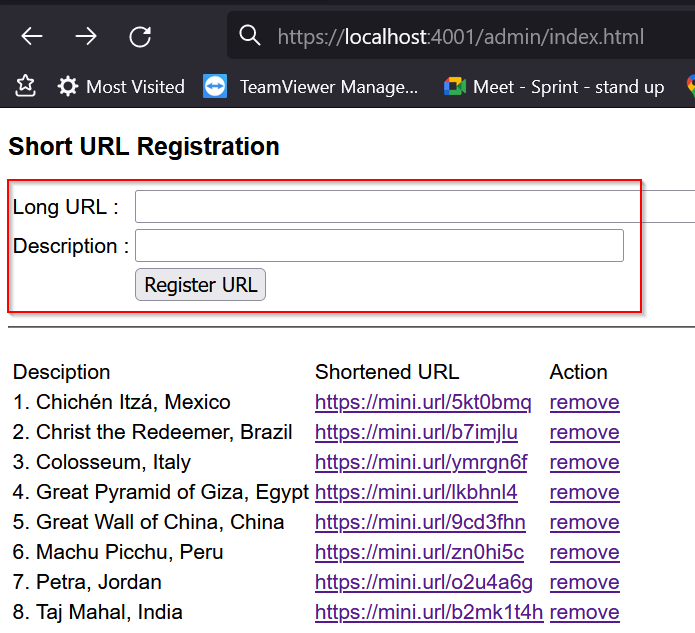 https://localhost:4001/admin/index.html
Most Visited TeamViewer Manage... Meet - Sprint - stand up
Short URL Registration
Long URL :
Description :
Register URL
Desciption Shortened URL Action
1. Chichén Itzá, Mexico https://mini.url/5kt0bmq remove
2. Christ the Redeemer, Brazil https://mini.url/b7imjlu remove
3. Colosseum, Italy https://mini.url/ymrgn6f remove
4. Great Pyramid of Giza, Egypt https://mini.url/lkbhnl4 remove
5. Great Wall of China, China https://mini.url/9cd3fhn remove
6. Machu Picchu, Peru https://mini.url/zn0hi5c remove
7. Petra, Jordan https://mini.url/o2u4a6g remove
8. Taj Mahal, India https://mini.url/b2mk1t4h remove